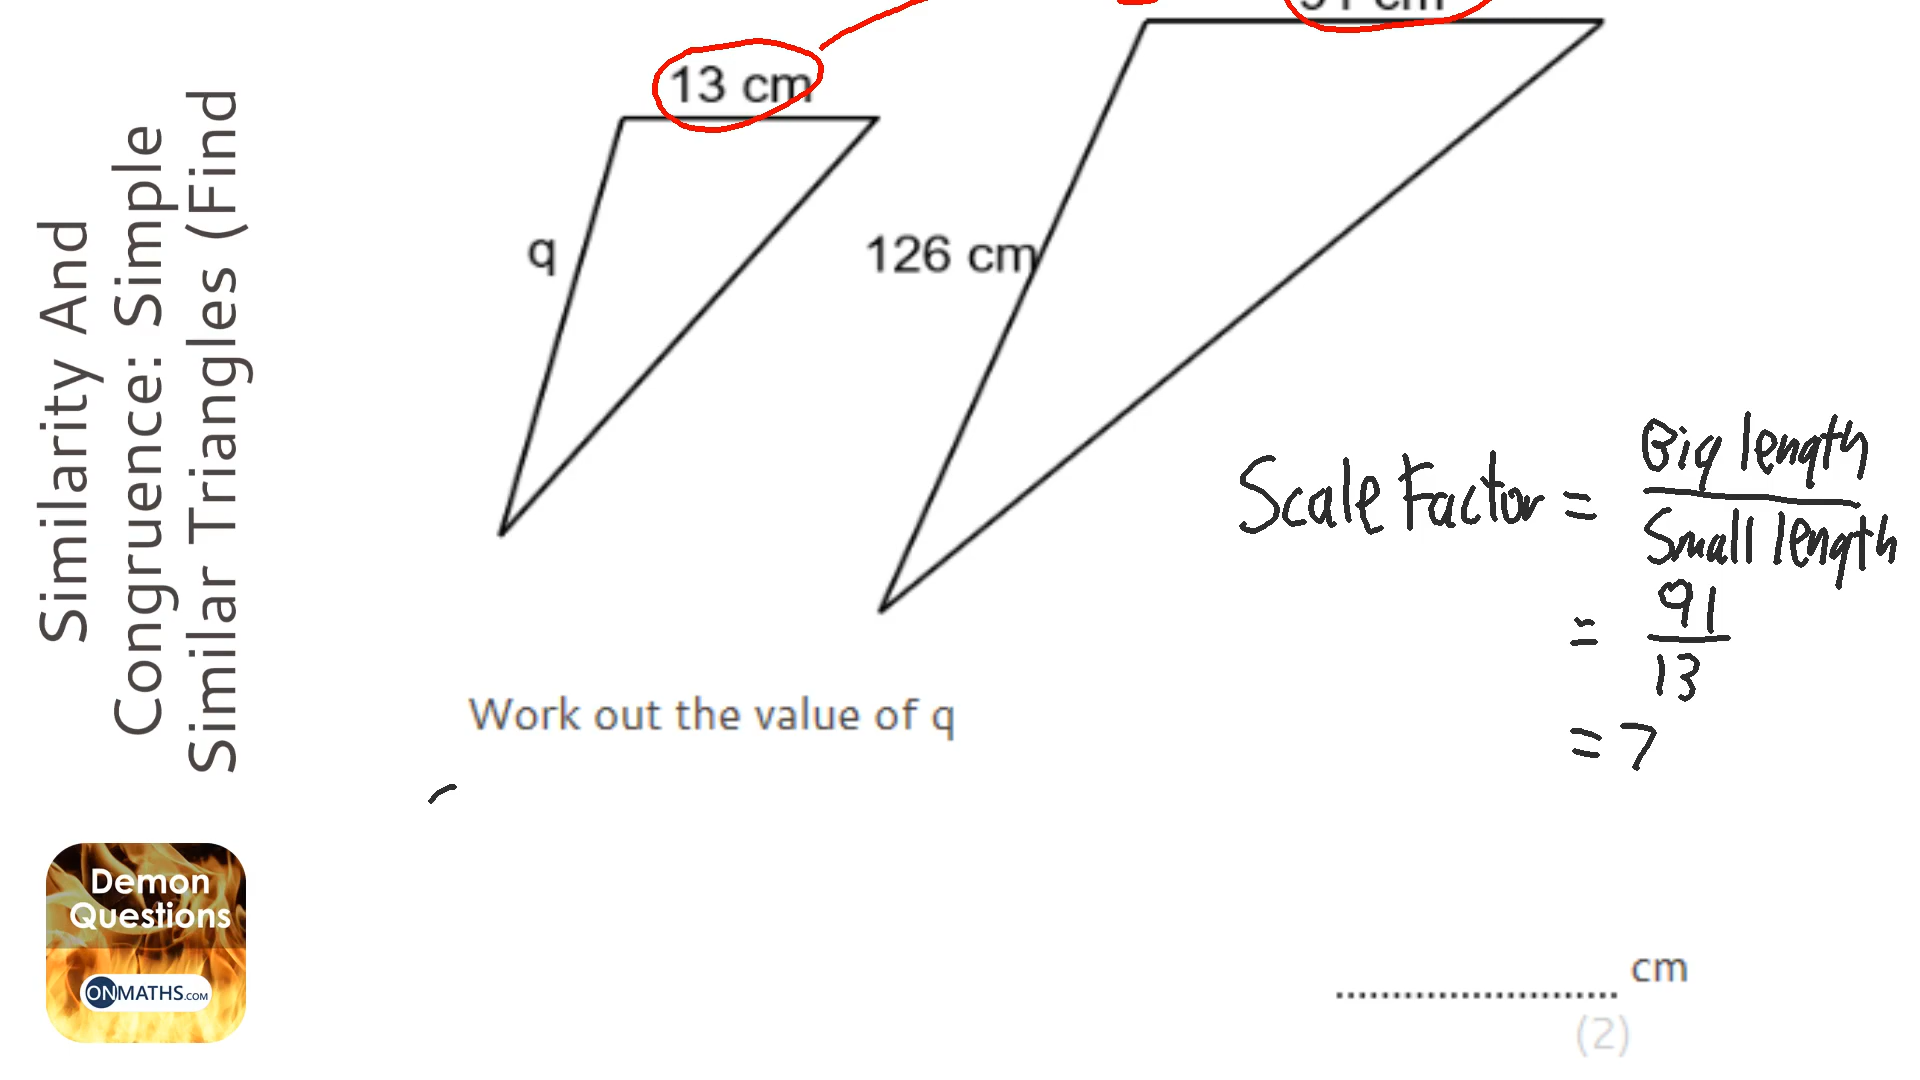 Similarity And
Congruence: Simple
Similar Triangles (Find
13 cm
cm
q
126 cm
Scale Factor = Big length
Small length
= 91
13
= 7
Work out the value of q
cm
(2)
Demon
Questions
ONMATHS.COM